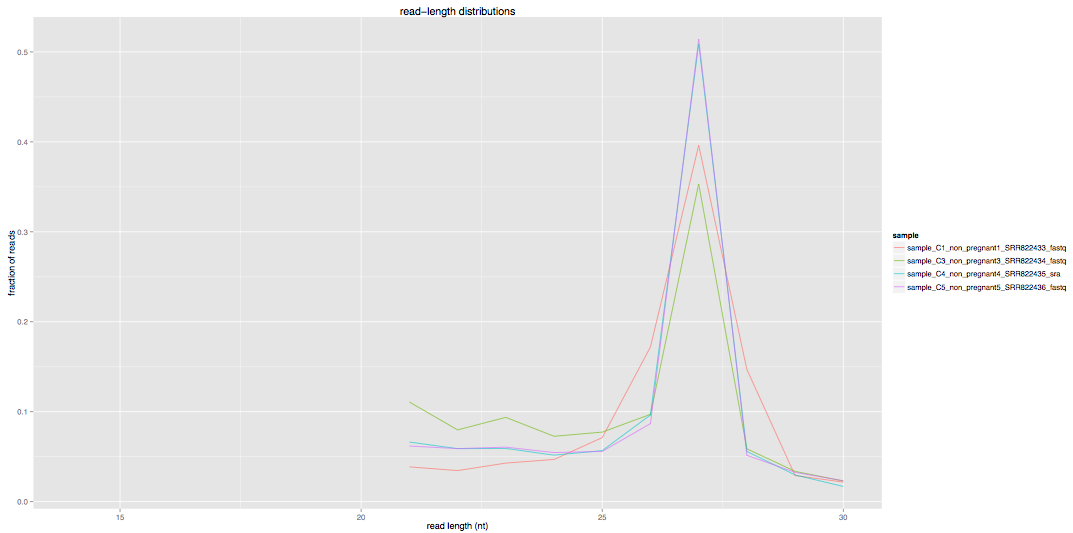 read-length distributions
0.5
0.4
0.3
0.2
0.1
0.0
fraction of reads
15 20 25 30
read length (nt)
sample
sample_C1_non_pregnant1_SRR822433_fastq
sample_C3_non_pregnant3_SRR822434_fastq
sample_C4_non_pregnant4_SRR822435_sra
sample_C5_non_pregnant5_SRR822436_fastq